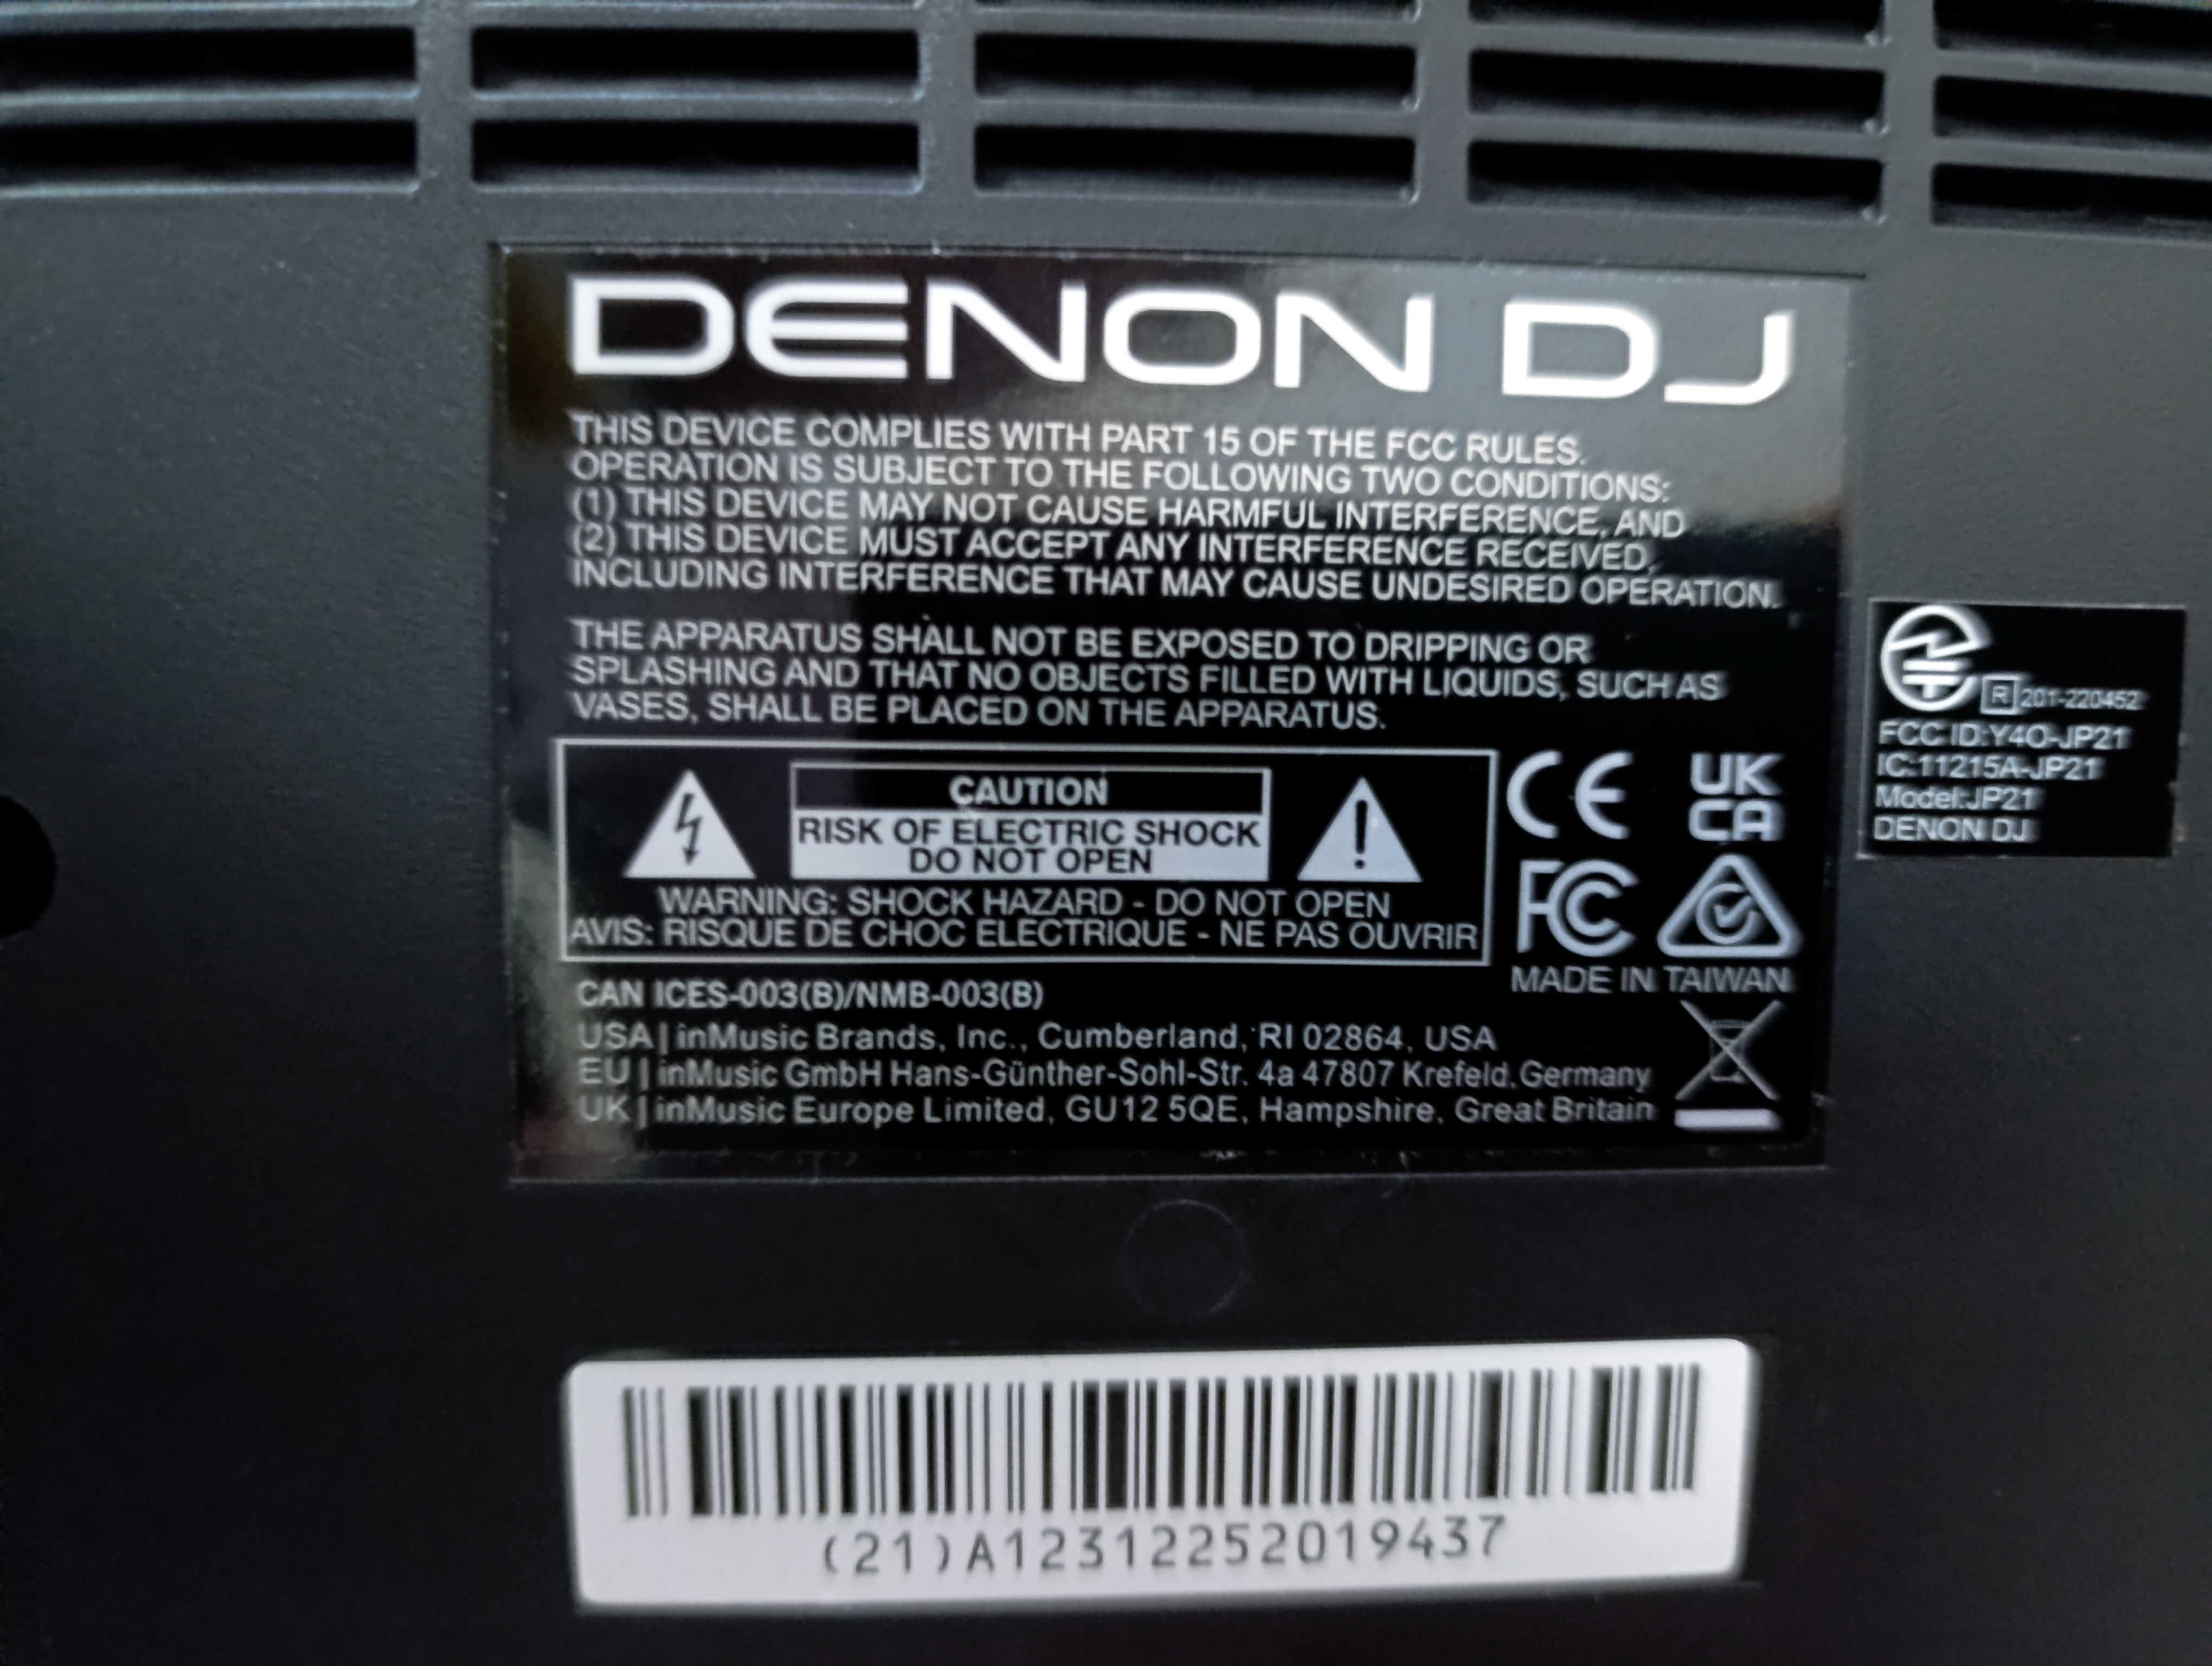 DENON DJ
THIS DEVICE COMPLIES WITH PART 15 OF THE FCC RULES.
OPERATION IS SUBJECT TO THE FOLLOWING TWO CONDITIONS:
(1) THIS DEVICE MAY NOT CAUSE HARMFUL INTERFERENCE, AND
(2) THIS DEVICE MUST ACCEPT ANY INTERFERENCE RECEIVED,
INCLUDING INTERFERENCE THAT MAY CAUSE UNDESIRED OPERATION.
THE APPARATUS SHALL NOT BE EXPOSED TO DRIPPING OR
SPLASHING AND THAT NO OBJECTS FILLED WITH LIQUIDS, SUCH AS
VASES, SHALL BE PLACED ON THE APPARATUS.
CAUTION
RISK OF ELECTRIC SHOCK
DO NOT OPEN
WARNING: SHOCK HAZARD - DO NOT OPEN
AVIS: RISQUE DE CHOC ELECTRIQUE - NE PAS OUVRIR
CE
UK
CA
FC
MADE IN TAIWAN
CAN ICES-003(B)/NMB-003(B)
USA | inMusic Brands, Inc., Cumberland, RI 02864, USA
EU | inMusic GmbH Hans-Günther-Sohl-Str. 4a 47807 Krefeld, Germany
UK | inMusic Europe Limited, GU12 5QE, Hampshire, Great Britain
R 201-220452
FCC ID:Y4O-JP21
IC:11215A-JP21
Model:JP21
DENON DJ
(21)A12312252019437